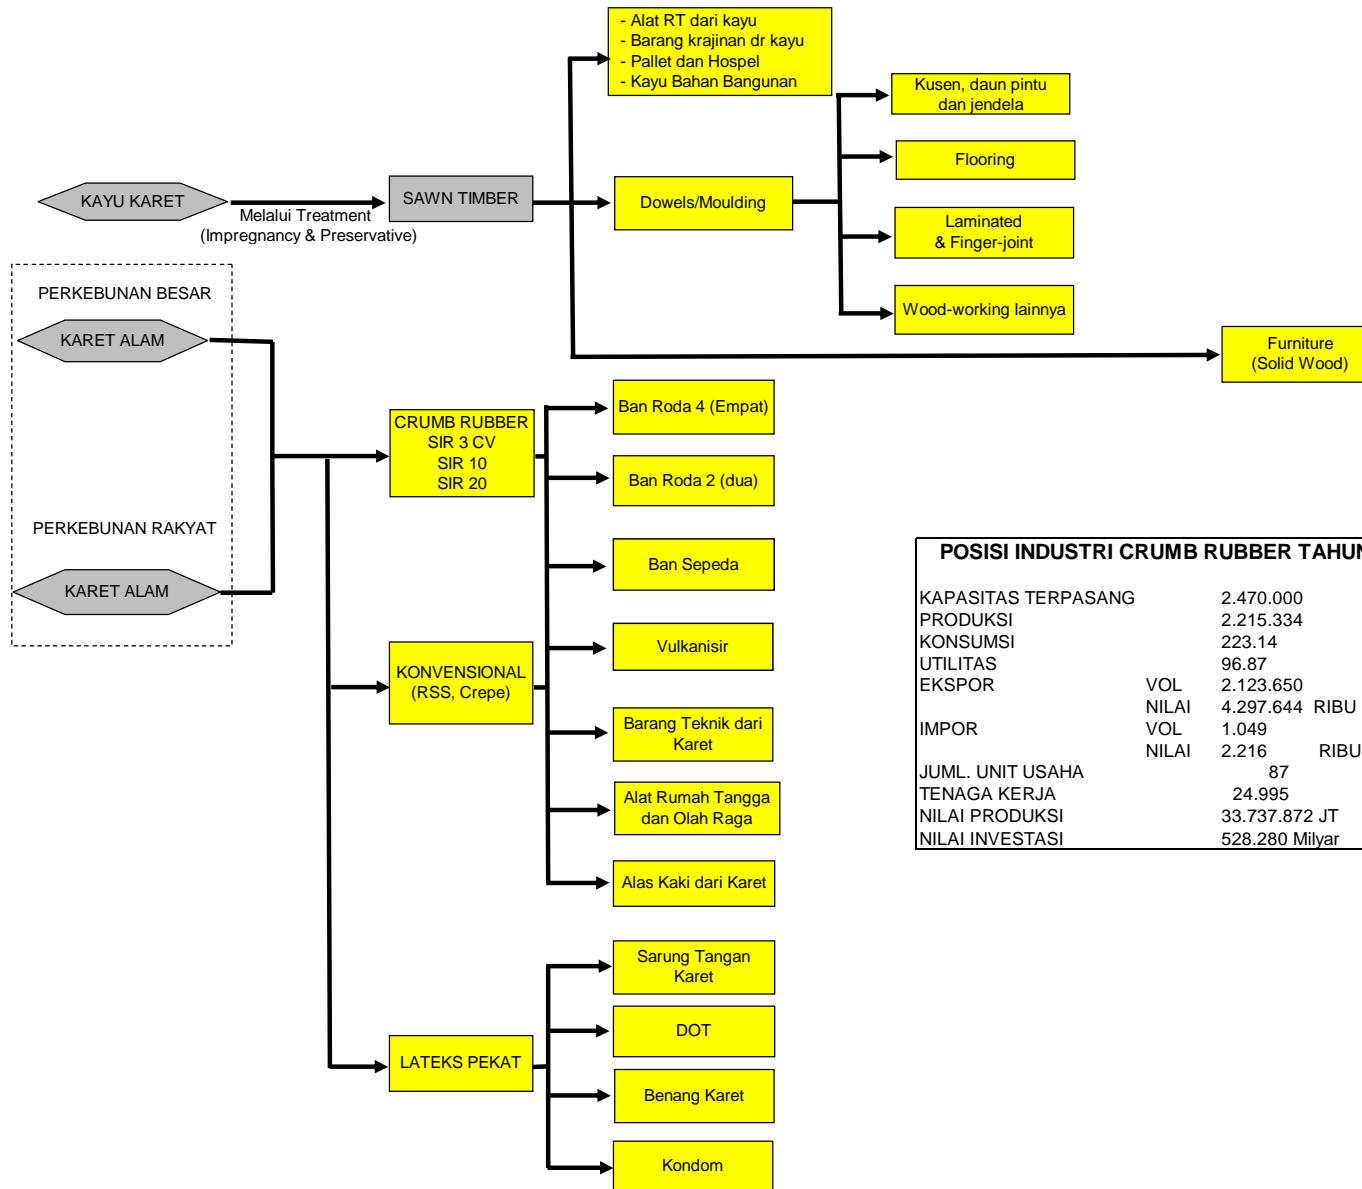 - Alat RT dari kayu
- Barang krajinan dr kayu
- Pallet dan Hospel
- Kayu Bahan Bangunan
Kusen, daun pintu
dan jendela
Flooring
KAYU KARET
Melalui Treatment
(Impregnancy & Preservative)
SAWN TIMBER
Dowels/Moulding
Laminated
& Finger-joint
Wood-working lainnya
Furniture
(Solid Wood)
PERKEBUNAN BESAR
KARET ALAM
PERKEBUNAN RAKYAT
KARET ALAM
CRUMB RUBBER
SIR 3 CV
SIR 10
SIR 20
Ban Roda 4 (Empat)
Ban Roda 2 (dua)
Ban Sepeda
Vulkanisir
KONVENSIONAL
(RSS, Crepe)
Barang Teknik dari
Karet
Alat Rumah Tangga
dan Olah Raga
Alas Kaki dari Karet
LATEKS PEKAT
Sarung Tangan
Karet
DOT
Benang Karet
Kondom
POSISI INDUSTRI CRUMB RUBBER TAHUN
KAPASITAS TERPASANG 2.470.000
PRODUKSI 2.215.334
KONSUMSI 223.14
UTILITAS 96.87
EKSPOR VOL 2.123.650
NILAI 4.297.644 RIBU
IMPOR VOL 1.049
NILAI 2.216 RIBU
JUML. UNIT USAHA 87
TENAGA KERJA 24.995
NILAI PRODUKSI 33.737.872 JT
NILAI INVESTASI 528.280 Milyar